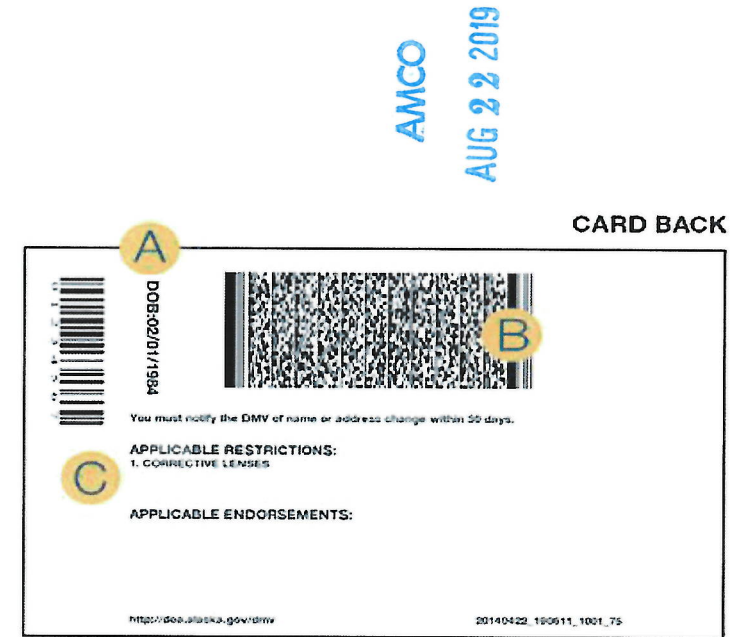 AMCO
AUG 22 2019
CARD BACK
A
DOB:02/01/1984
B
You must notify the DMV of name or address change within 30 days.
C
APPLICABLE RESTRICTIONS:
1. CORRECTIVE LENSES
APPLICABLE ENDORSEMENTS:
http://doa.alaska.gov/dmv
20140422_190611_1001_75